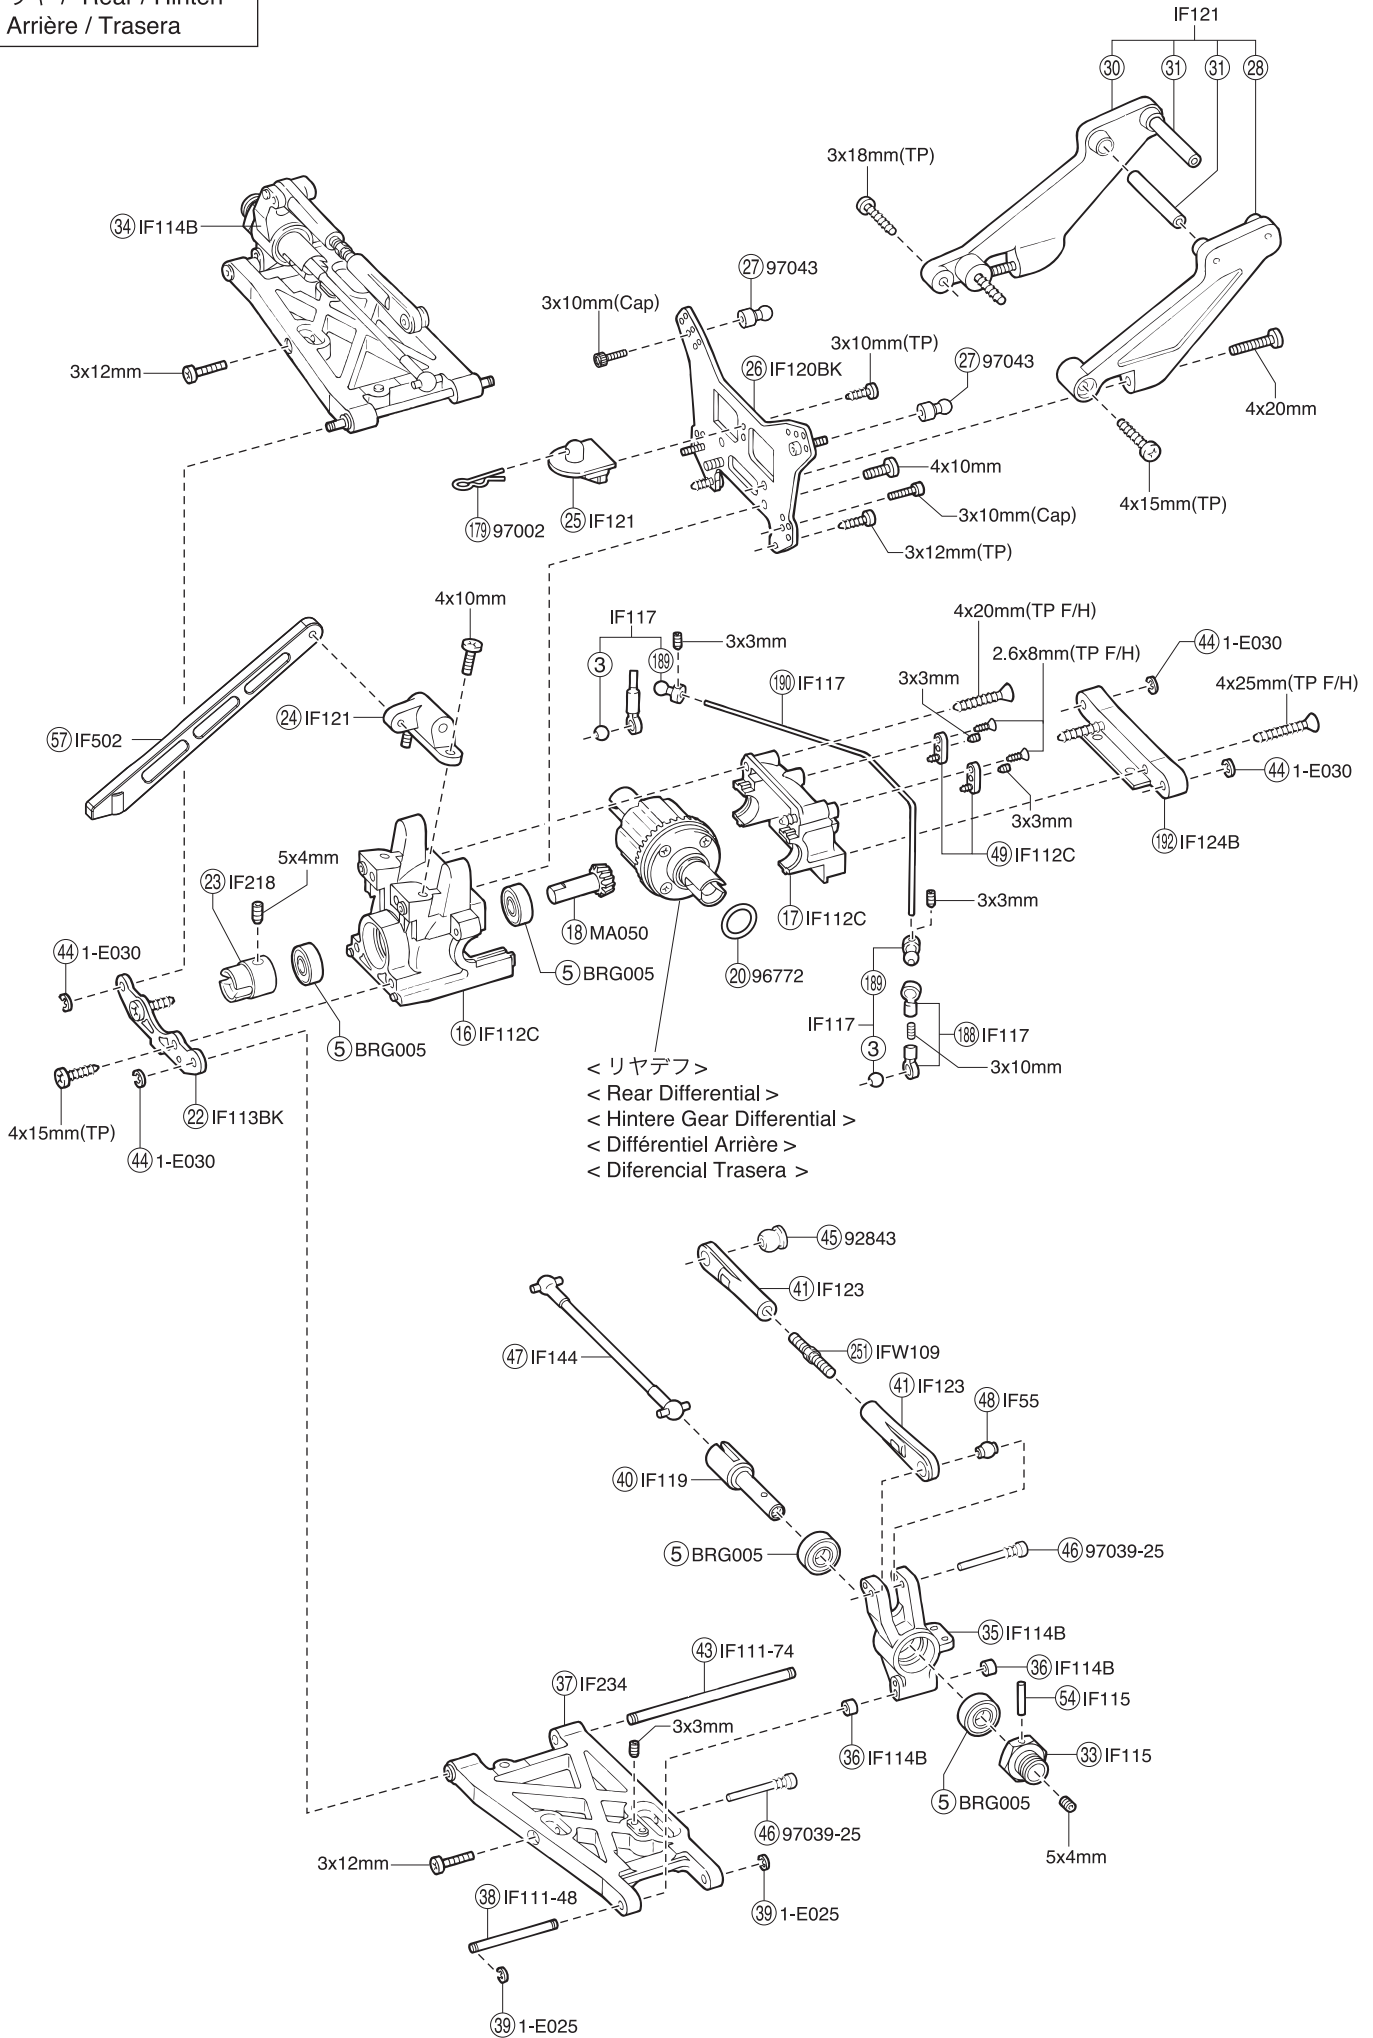 リヤ / Rear / Hinten
Arrière / Trasera
IF121
30 31 31 28
3x18mm(TP)
34 IF114B
27 97043
3x10mm(Cap)
3x10mm(TP)
3x12mm
26 IF120BK
27 97043
4x20mm
4x10mm
4x15mm(TP)
3x10mm(Cap)
179 97002
25 IF121
3x12mm(TP)
4x10mm
IF117
3x3mm
4x20mm(TP F/H)
44 1-E030
3 189
2.6x8mm(TP F/H)
190 IF117
3x3mm
4x25mm(TP F/H)
24 IF121
57 IF502
44 1-E030
3x3mm
192 IF124B
49 IF112C
5x4mm
23 IF218
3x3mm
17 IF112C
18 MA050
44 1-E030
5 BRG005
20 96772
189
16 IF112C
IF117
188 IF117
5 BRG005
3
3x10mm
< リヤデフ >
< Rear Differential >
< Hintere Gear Differential >
< Différentiel Arrière >
< Diferencial Trasera >
22 IF113BK
4x15mm(TP)
44 1-E030
45 92843
41 IF123
251 IFW109
47 IF144
41 IF123
48 IF55
40 IF119
5 BRG005
46 97039-25
35 IF114B
43 IF111-74
36 IF114B
37 IF234
54 IF115
3x3mm
36 IF114B
33 IF115
5 BRG005
46 97039-25
5x4mm
3x12mm
38 IF111-48
39 1-E025
39 1-E025